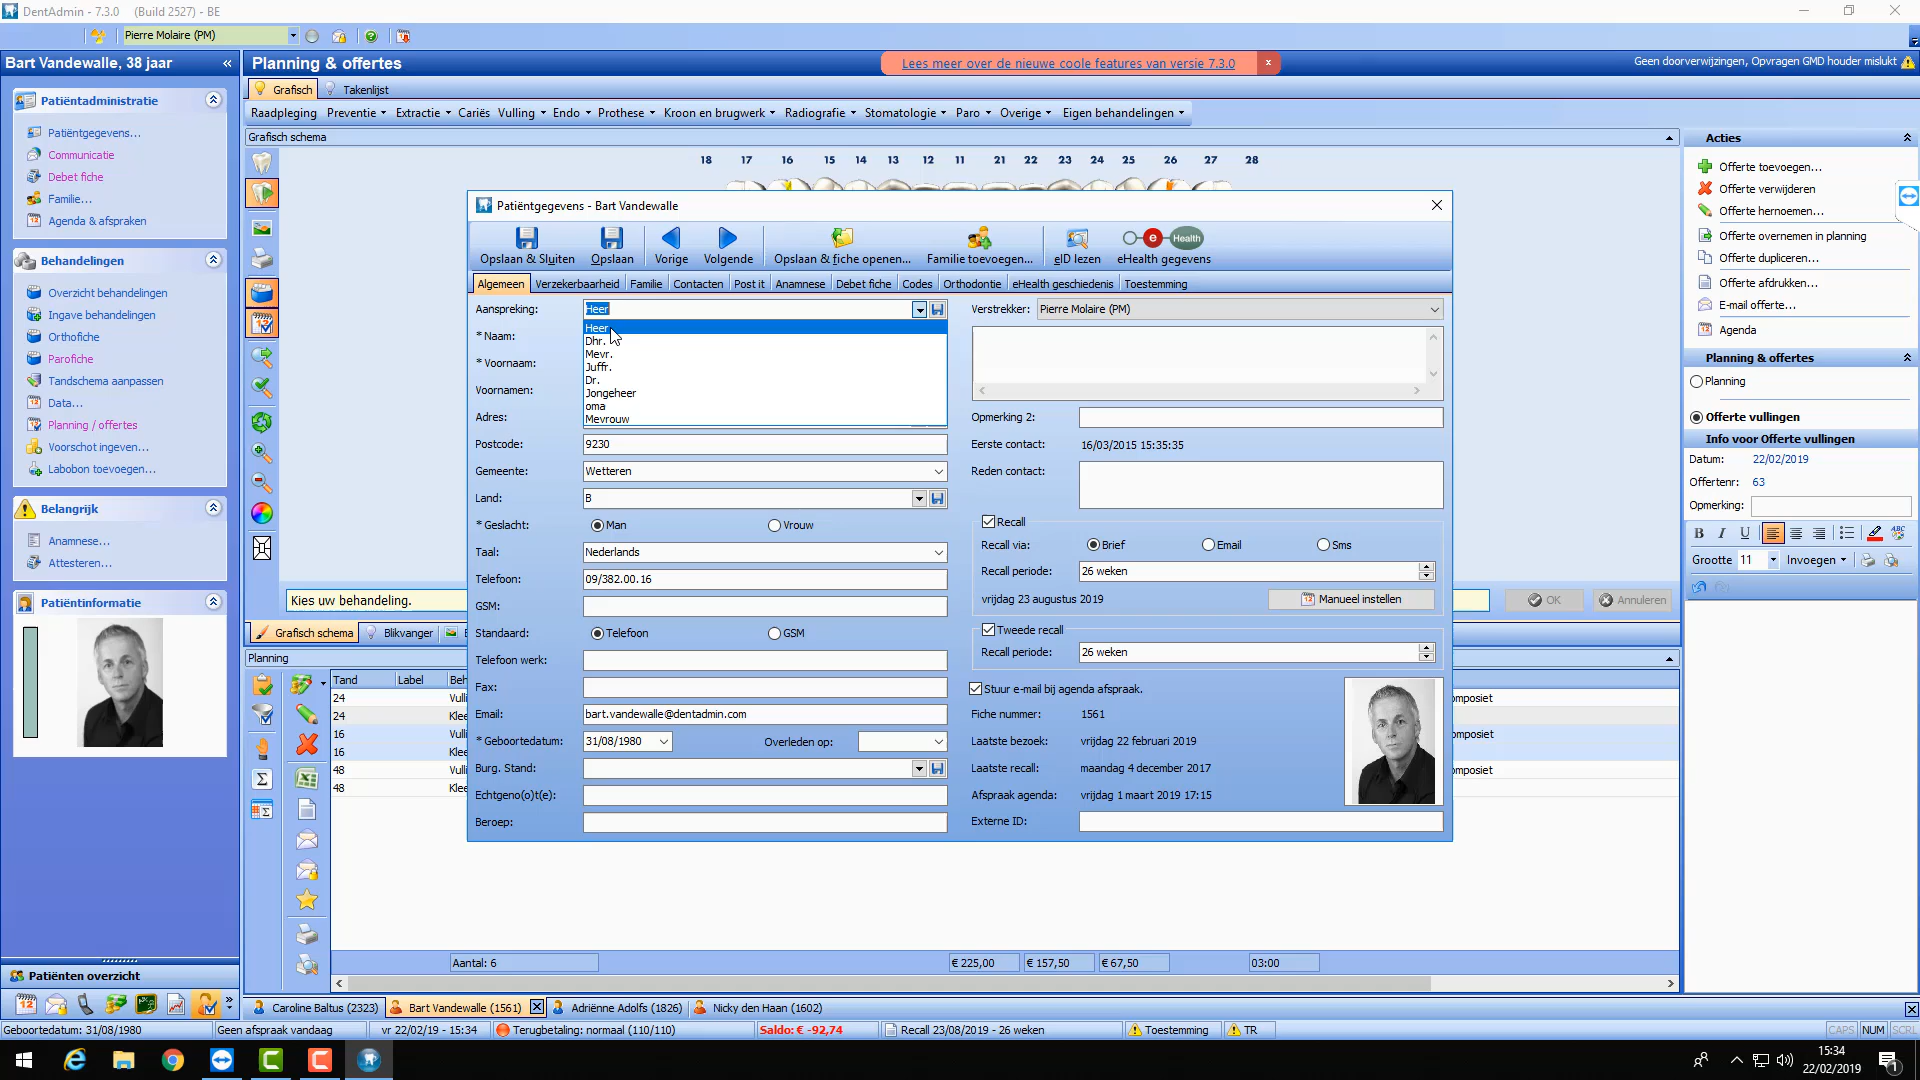 DentAdmin - 7.3.0 (Build 2527) - BE
Pierre Molaire (PM)
Bart Vandewalle, 38 jaar «
Planning & offertes
Lees meer over de nieuwe coole features van versie 7.3.0 x
Geen doorverwijzingen, Opvragen GMD houder mislukt
Grafisch Takenlijst
Raadpleging Preventie Extractie Cariës Vulling Endo Prothese Kroon en brugwerk Radiografie Stomatologie Paro Overige Eigen behandelingen
Grafisch schema
18 17 16 15 14 13 12 11 21 22 23 24 25 26 27 28
Patiëntadministratie
Patiëntgegevens...
Communicatie
Debet fiche
Familie...
Agenda & afspraken
Behandelingen
Overzicht behandelingen
Ingave behandelingen
Orthofiche
Parofiche
Tandschema aanpassen
Data...
Planning / offertes
Voorschot ingeven...
Labobon toevoegen...
Belangrijk
Anamnese...
Attesteren...
Patiëntinformatie
Patiënten overzicht
Patiëntgegevens - Bart Vandewalle
Opslaan & Sluiten Opslaan Vorige Volgende Opslaan & fiche openen... Familie toevoegen... eID lezen eHealth gegevens
e Health
Algemeen Verzekerbaarheid Familie Contacten Post it Anamnese Debet fiche Codes Orthodontie eHealth geschiedenis Toestemming
Aanspreking: Heer
Heer
Dhr.
Mevr.
Juffr.
Dr.
Jongeheer
oma
Mevrouw
* Naam:
* Voornaam:
Voornamen:
Adres:
Postcode: 9230
Gemeente: Wetteren
Land: B
* Geslacht: Man Vrouw
Taal: Nederlands
Telefoon: 09/382.00.16
GSM:
Standaard: Telefoon GSM
Telefoon werk:
Fax:
Email: bart.vandewalle@dentadmin.com
* Geboortedatum: 31/08/1980 Overleden op:
Burg. Stand:
Echtgeno(o)t(e):
Beroep:
Verstrekker: Pierre Molaire (PM)
Opmerking 2:
Eerste contact: 16/03/2015 15:35:35
Reden contact:
Recall
Recall via: Brief Email Sms
Recall periode: 26 weken
vrijdag 23 augustus 2019 Manueel instellen
Tweede recall
Recall periode: 26 weken
Stuur e-mail bij agenda afspraak.
Fiche nummer: 1561
Laatste bezoek: vrijdag 22 februari 2019
Laatste recall: maandag 4 december 2017
Afspraak agenda: vrijdag 1 maart 2019 17:15
Externe ID:
Acties
Offerte toevoegen...
Offerte verwijderen
Offerte hernoemen...
Offerte overnemen in planning
Offerte dupliceren...
Offerte afdrukken...
E-mail offerte...
Agenda
Planning & offertes
Planning
Offerte vullingen
Info voor Offerte vullingen
Datum: 22/02/2019
Offertenr: 63
Opmerking:
B I U ABC
Grootte 11 Invoegen
Kies uw behandeling.
OK Annuleren
Grafisch schema Blikvanger
Planning
Tand Label Beh
24 Vulli omposiet
24 Klee
16 Vulli omposiet
16 Klee
48 Vulli omposiet
48 Klee
Aantal: 6 € 225,00 € 157,50 € 67,50 03:00
Caroline Baltus (2323) Bart Vandewalle (1561) Adriënne Adolfs (1826) Nicky den Haan (1602)
Geboortedatum: 31/08/1980 Geen afspraak vandaag vr 22/02/19 - 15:34 Terugbetaling: normaal (110/110) Saldo: € -92,74 Recall 23/08/2019 - 26 weken Toestemming TR CAPS NUM SCRL
15:34
22/02/2019
1